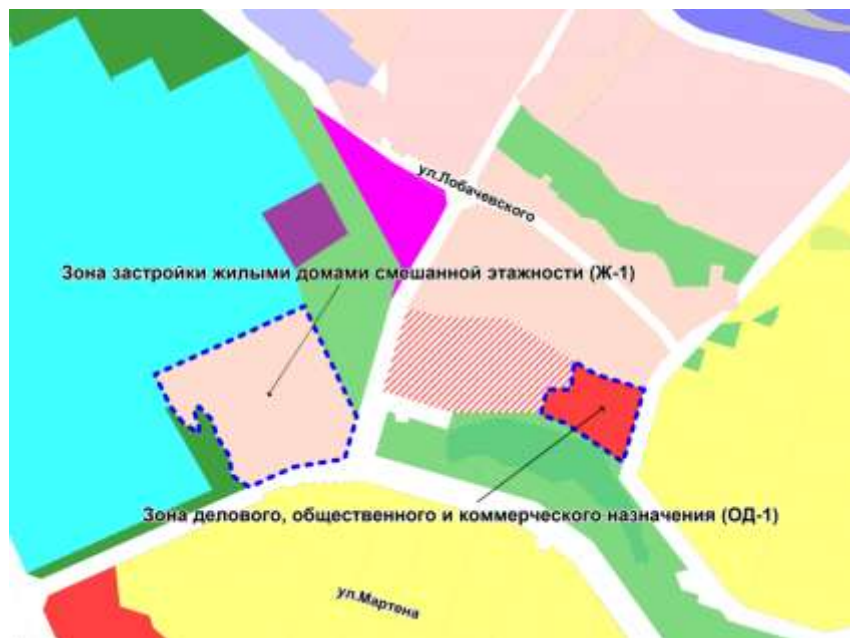 ул.Лобачевского
Зона застройки жилыми домами смешанной этажности (Ж-1)
Зона делового, общественного и коммерческого назначения (ОД-1)
ул.Мартена